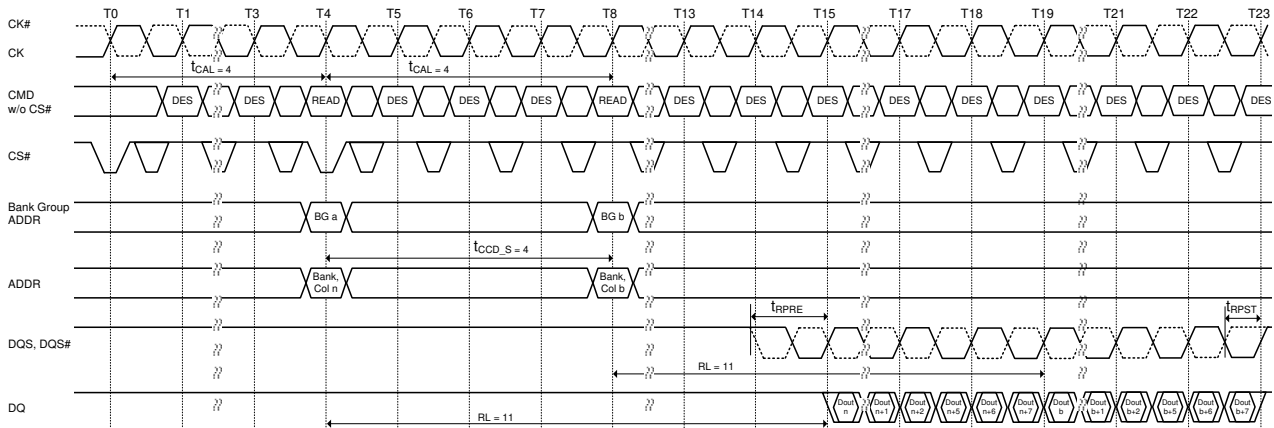 T0 T1 T3 T4 T5 T6 T7 T8 T13 T14 T15 T17 T18 T19 T21 T22 T23
CK#
CK
tCAL = 4 tCAL = 4
CMD
w/o CS#
DES DES READ DES DES DES READ DES DES DES DES DES DES DES DES DES
CS#
Bank Group
ADDR
BG a BG b
tCCD_S = 4
ADDR
Bank,
Col n
Bank,
Col b
tRPRE tRPST
DQS, DQS#
RL = 11
DQ
Dout
n
Dout
n+1
Dout
n+2
Dout
n+5
Dout
n+6
Dout
n+7
Dout
b
Dout
b+1
Dout
b+2
Dout
b+5
Dout
b+6
Dout
b+7
RL = 11